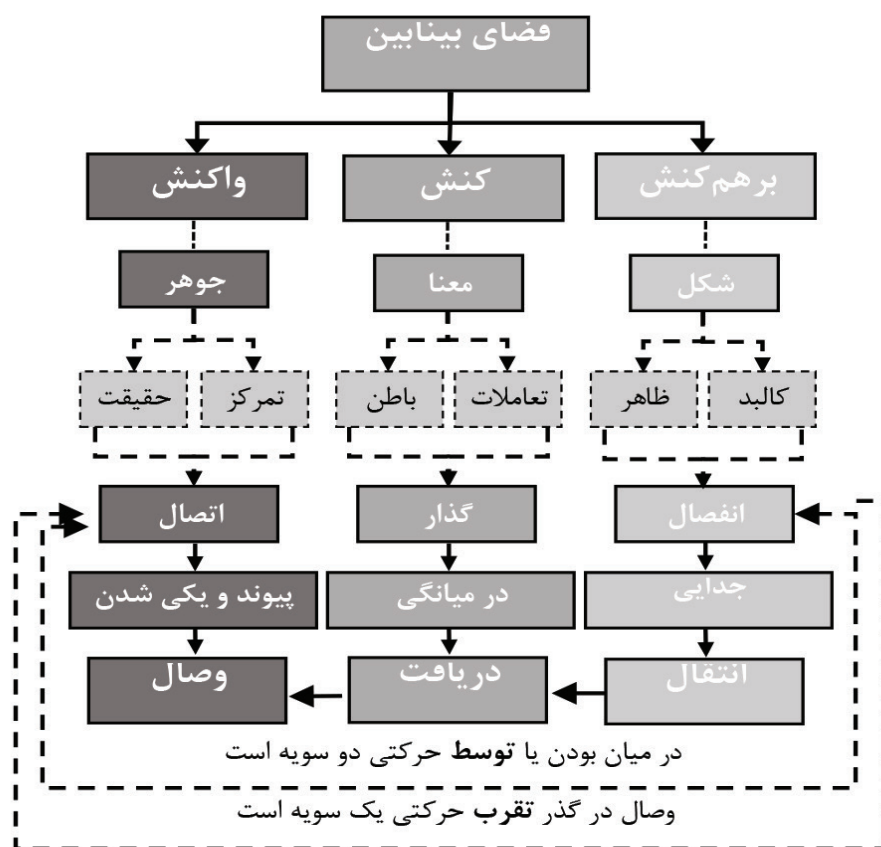 فضای بینابین
برهم‌کنش
کنش
واکنش
شکل
معنا
جوهر
کالبد
ظاهر
تعاملات
باطن
تمرکز
حقیقت
انفصال
گذار
اتصال
جدایی
در میانگی
پیوند و یکی شدن
انتقال
دریافت
وصال
در میان بودن یا توسط حرکتی دو سویه است
وصال در گذر تقرب حرکتی یک سویه است